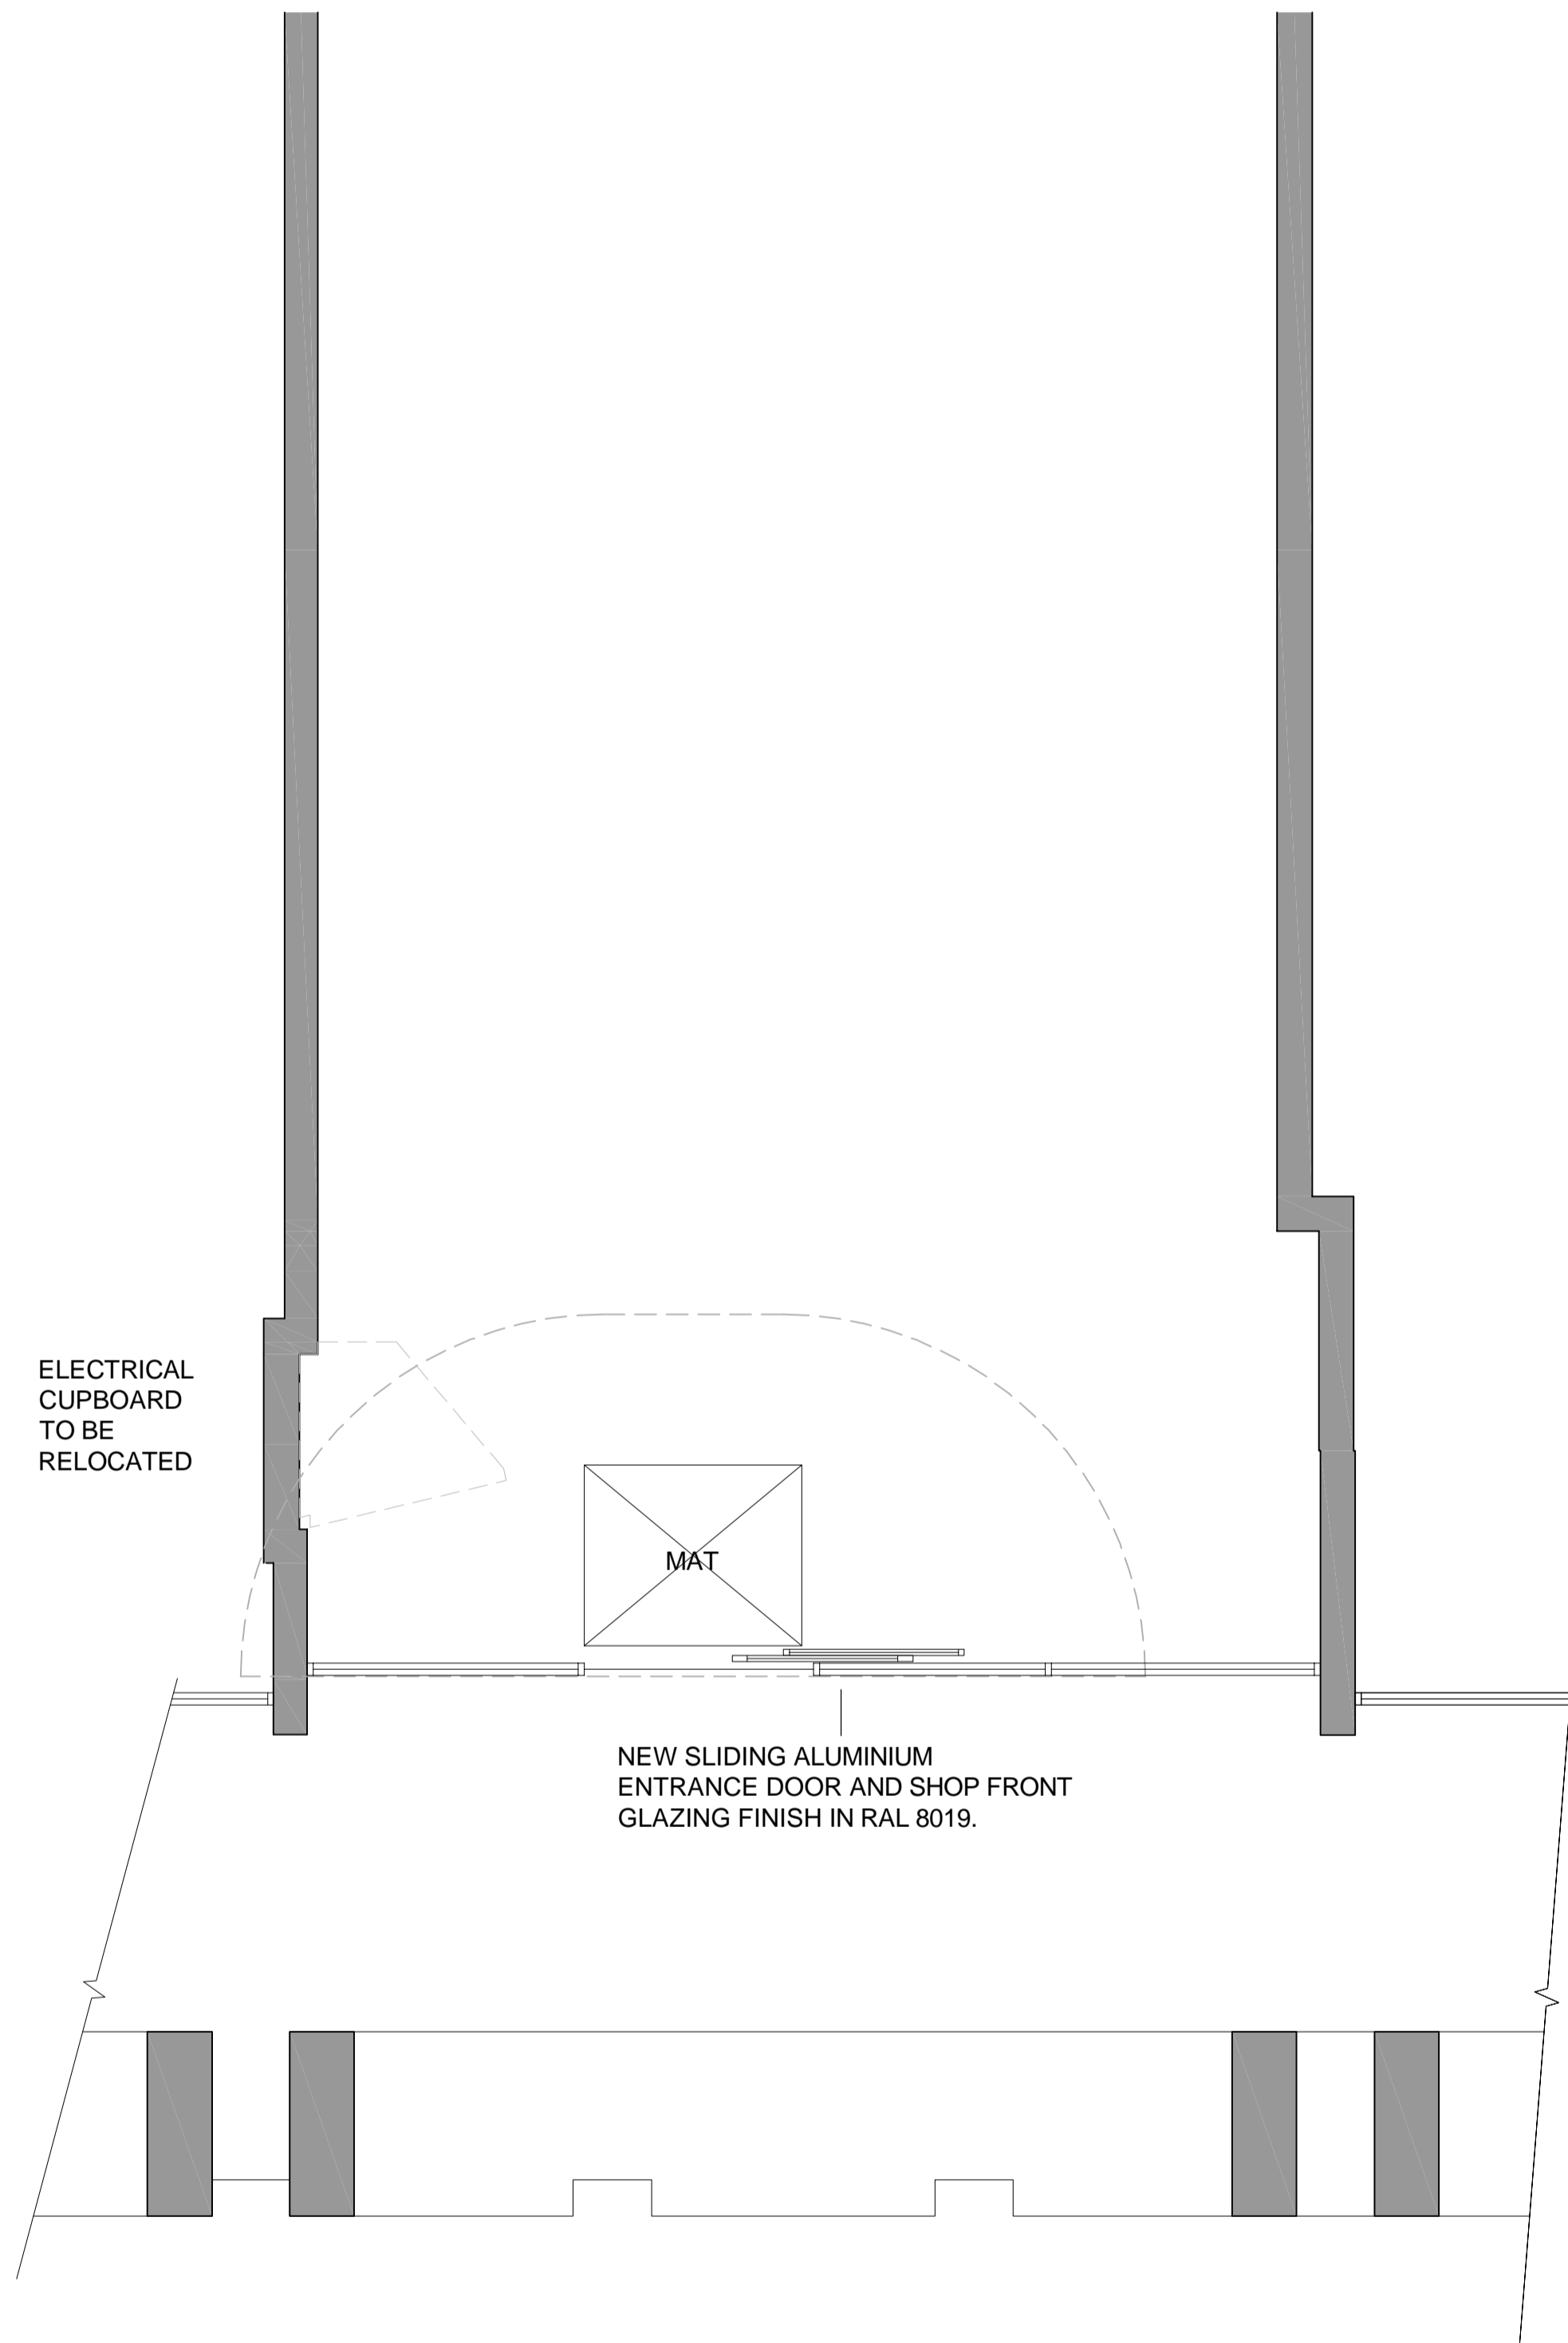 ELECTRICAL
CUPBOARD
TO BE
RELOCATED
MAT
NEW SLIDING ALUMINIUM
ENTRANCE DOOR AND SHOP FRONT
GLAZING FINISH IN RAL 8019.